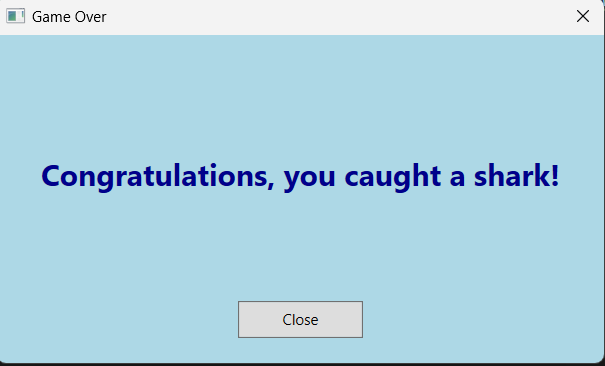 Game Over
Congratulations, you caught a shark!
Close